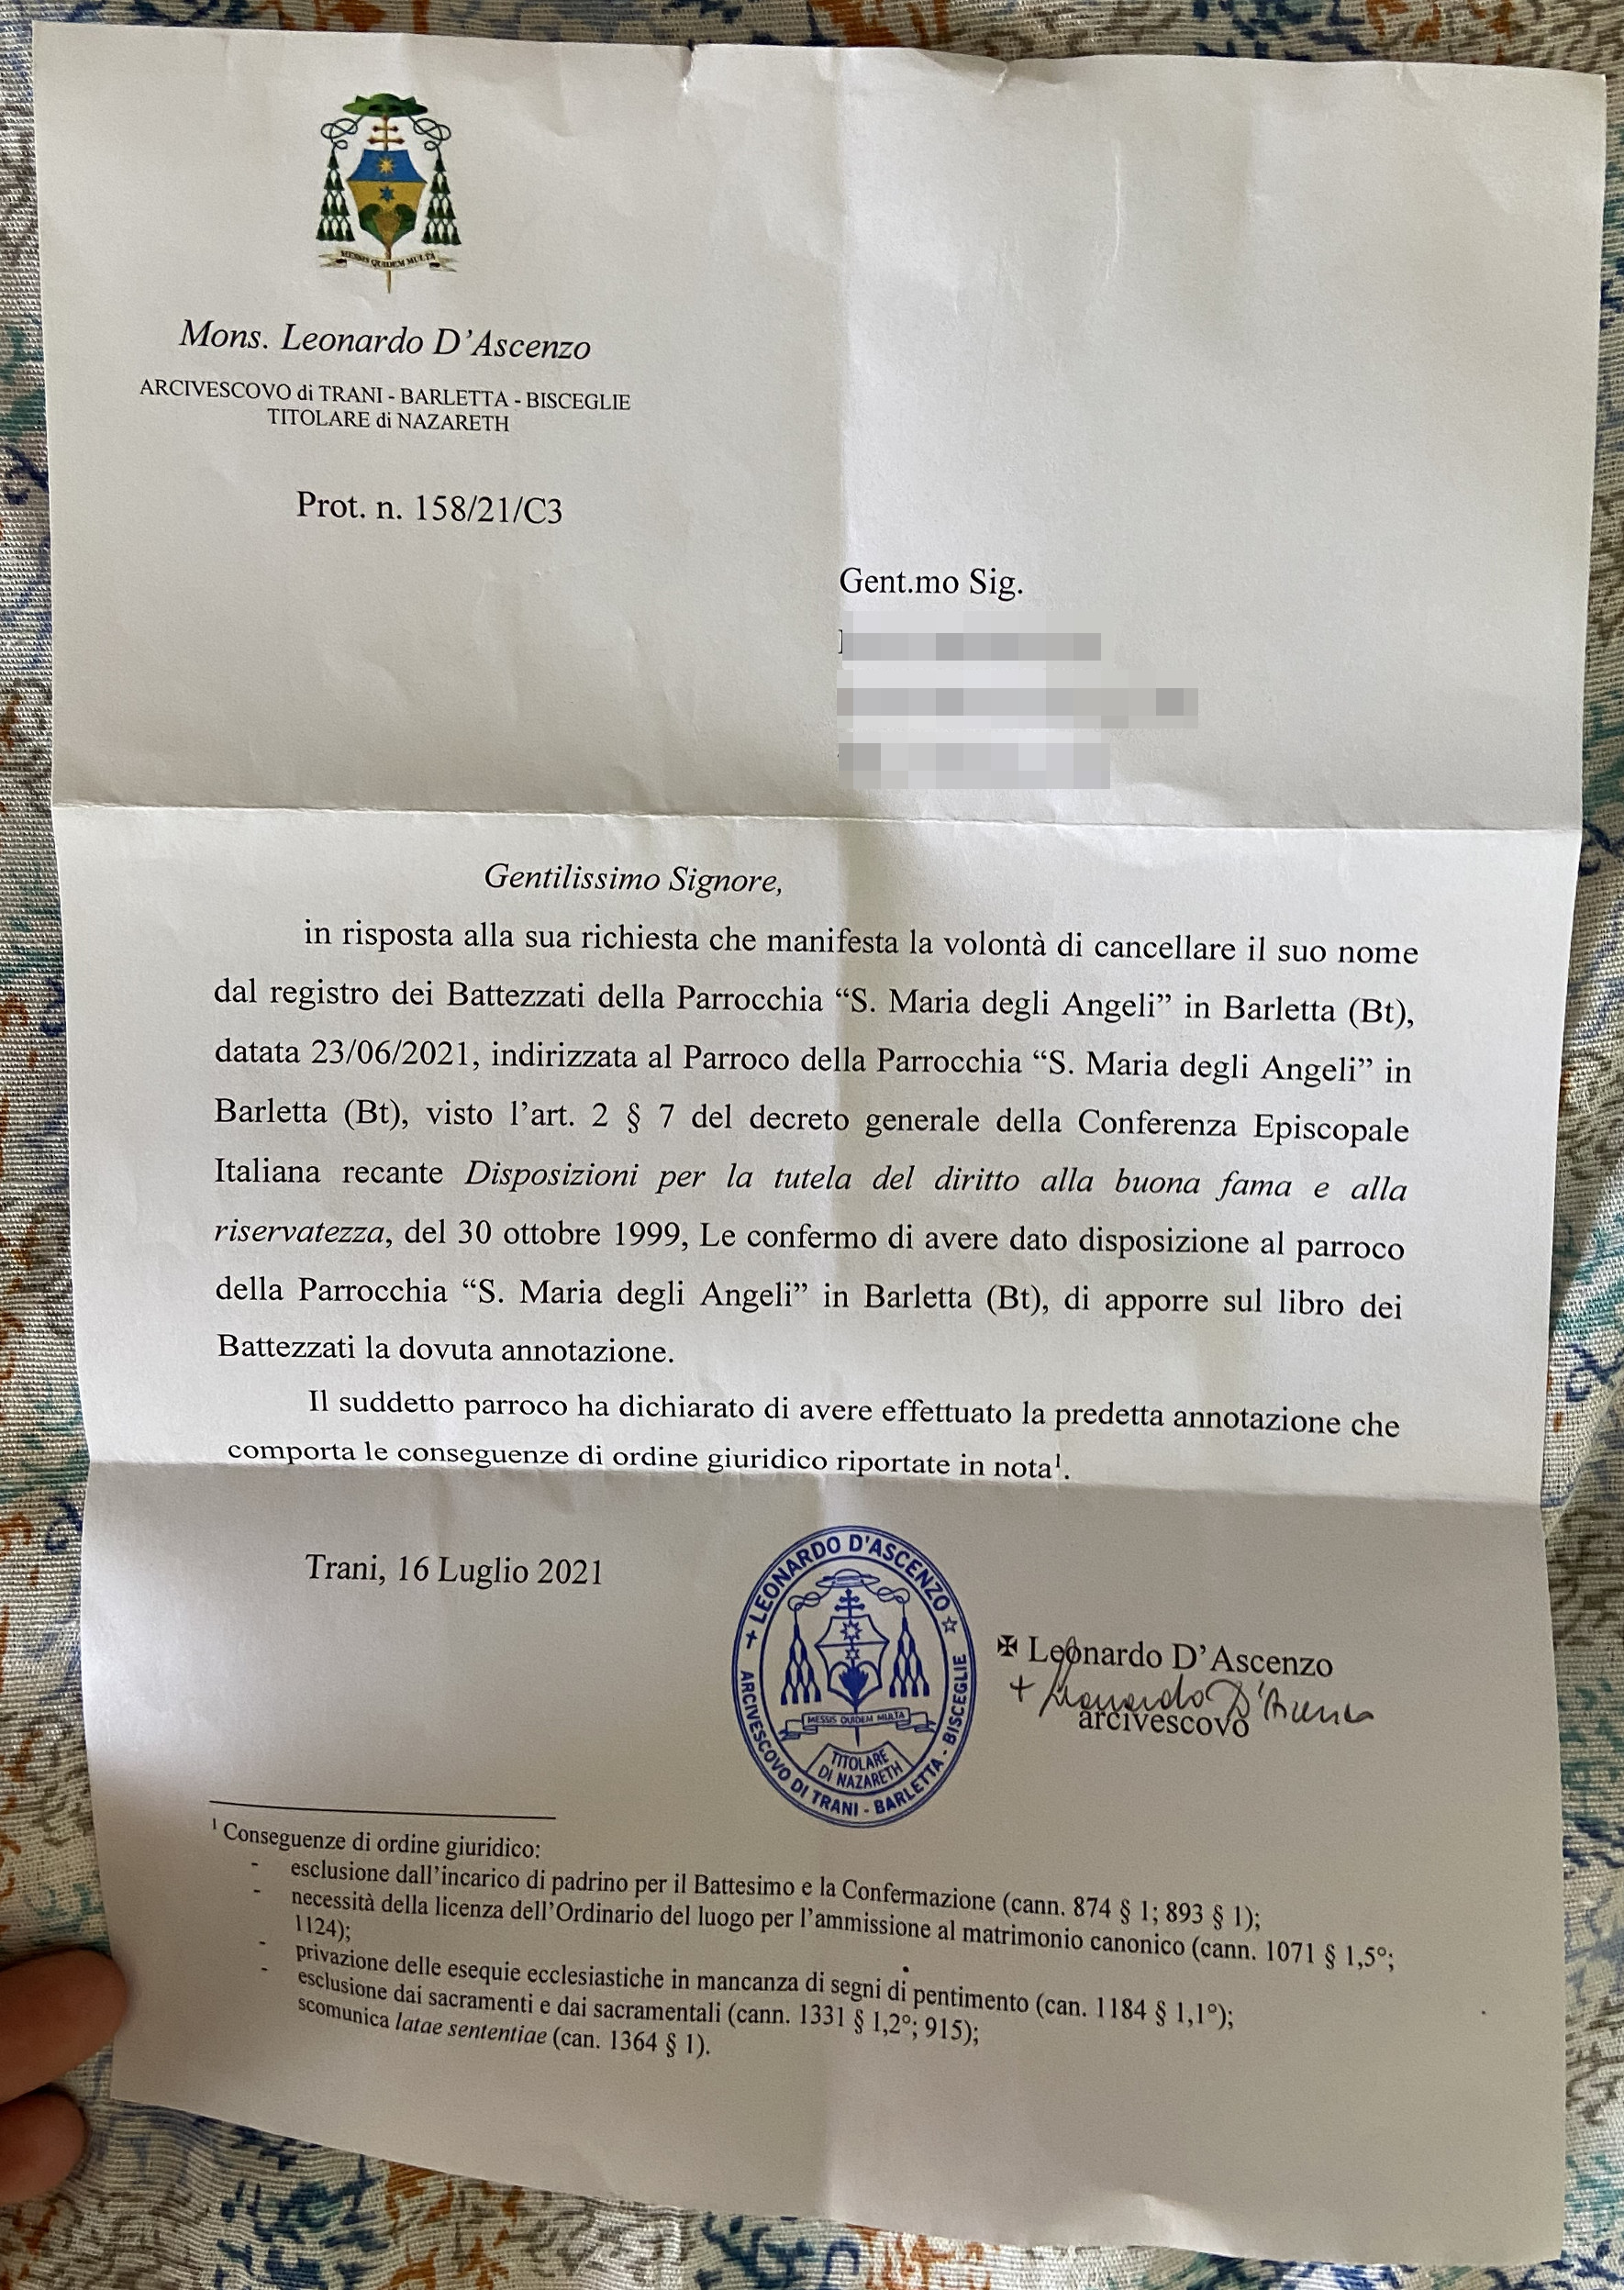 MESSIS QUIDEM MULTA
Mons. Leonardo D'Ascenzo
ARCIVESCOVO di TRANI - BARLETTA - BISCEGLIE
TITOLARE di NAZARETH
Prot. n. 158/21/C3
Gent.mo Sig.
Gentilissimo Signore,
in risposta alla sua richiesta che manifesta la volontà di cancellare il suo nome
dal registro dei Battezzati della Parrocchia “S. Maria degli Angeli” in Barletta (Bt),
datata 23/06/2021, indirizzata al Parroco della Parrocchia “S. Maria degli Angeli” in
Barletta (Bt), visto l’art. 2 § 7 del decreto generale della Conferenza Episcopale
Italiana recante Disposizioni per la tutela del diritto alla buona fama e alla
riservatezza, del 30 ottobre 1999, Le confermo di avere dato disposizione al parroco
della Parrocchia “S. Maria degli Angeli” in Barletta (Bt), di apporre sul libro dei
Battezzati la dovuta annotazione.
Il suddetto parroco ha dichiarato di avere effettuato la predetta annotazione che
comporta le conseguenze di ordine giuridico riportate in nota¹.
Trani, 16 Luglio 2021
+ LEONARDO D'ASCENZO ☆
ARCIVESCOVO DI TRANI - BARLETTA - BISCEGLIE
MESSIS QUIDEM MULTA
TITOLARE
DI NAZARETH
✠ Leonardo D’Ascenzo
+ Leonardo D'Ascenzo
arcivescovo
¹ Conseguenze di ordine giuridico:
- esclusione dall’incarico di padrino per il Battesimo e la Confermazione (cann. 874 § 1; 893 § 1);
- necessità della licenza dell’Ordinario del luogo per l’ammissione al matrimonio canonico (cann. 1071 § 1,5°;
1124);
- privazione delle esequie ecclesiastiche in mancanza di segni di pentimento (can. 1184 § 1,1°);
- esclusione dai sacramenti e dai sacramentali (cann. 1331 § 1,2°; 915);
scomunica latae sententiae (can. 1364 § 1).